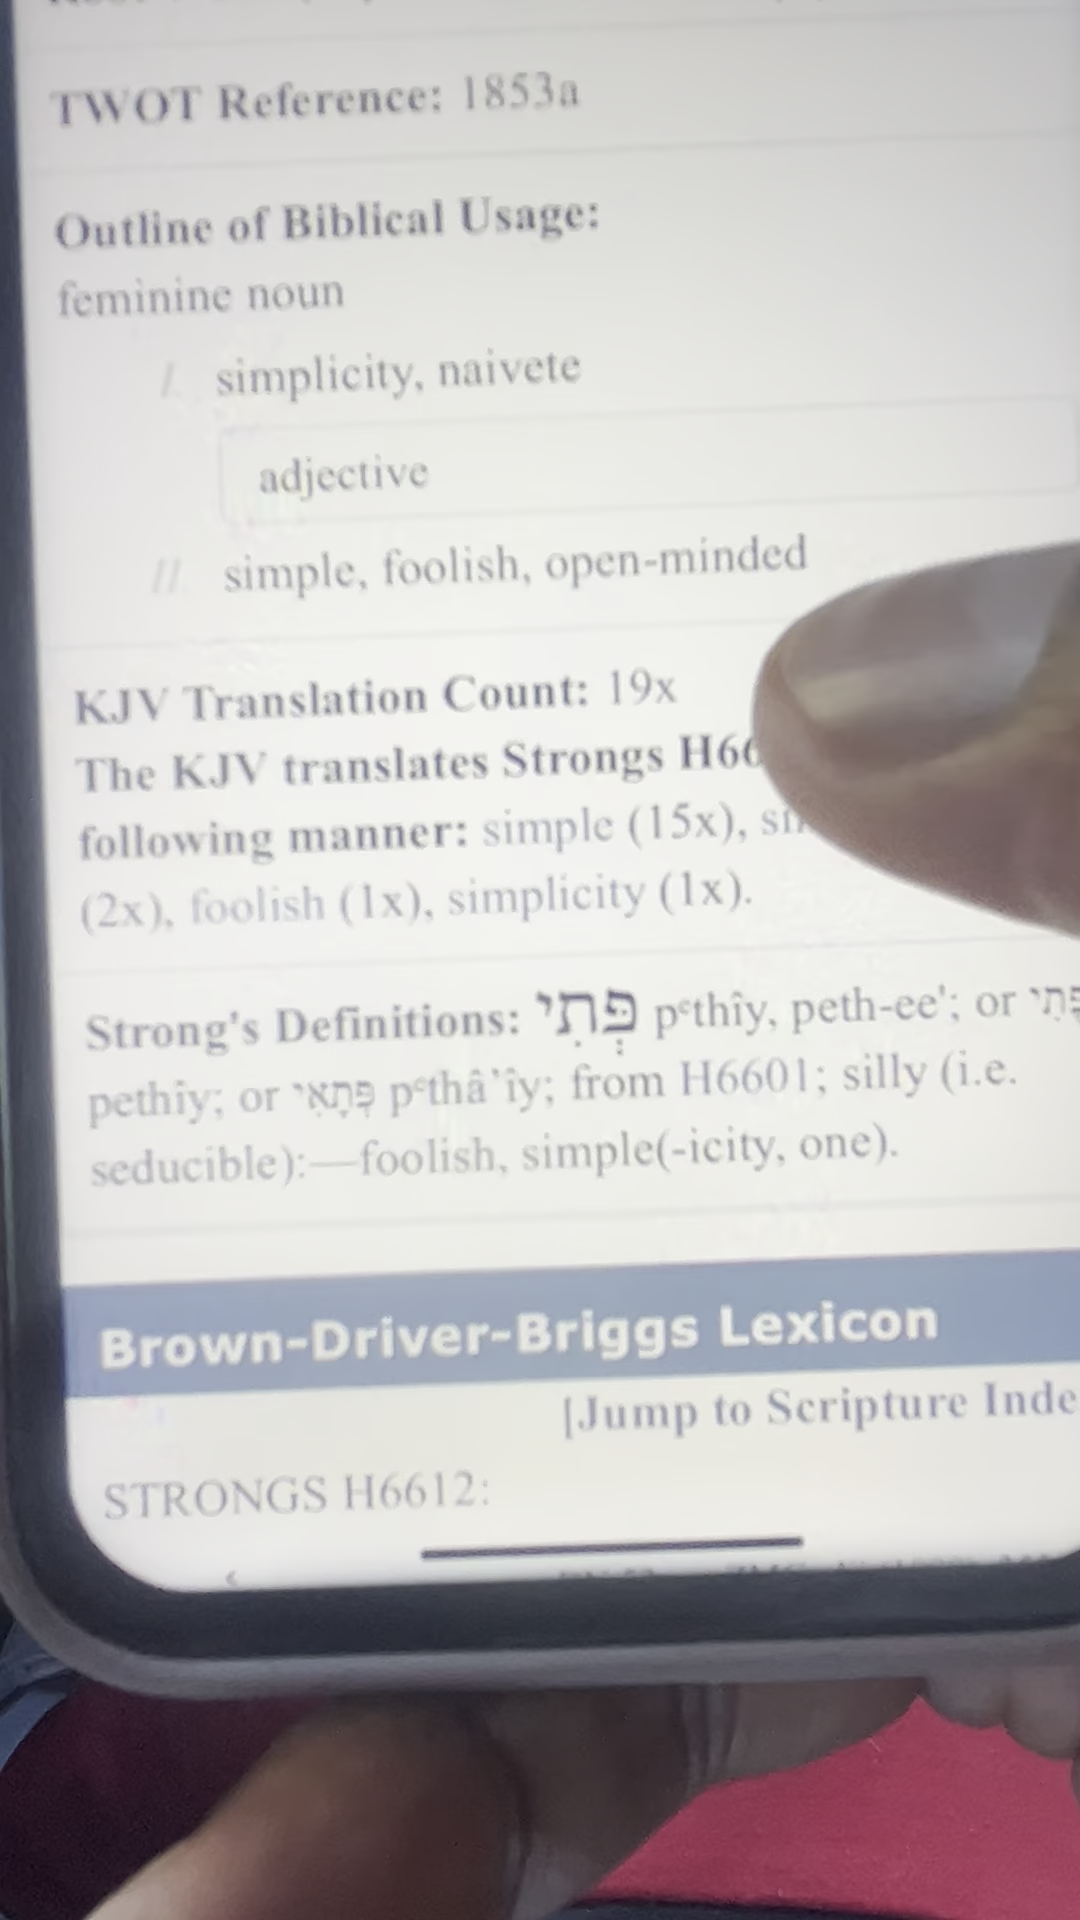 TWOT Reference: 1853a
Outline of Biblical Usage:
feminine noun
I. simplicity, naivete
adjective
II. simple, foolish, open-minded
KJV Translation Count: 19x
The KJV translates Strongs
following manner: simple (15x),
(2x), foolish (1x), simplicity (1x).
Strong's Definitions: פְּתִי pᵉthîy, peth-ee'; or
pethiy; or פְּתָאִי pᵉthâʼîy; from H6601; silly (i.e.
seducible):—foolish, simple(-icity, one).
Brown-Driver-Briggs Lexicon
[Jump to Scripture
STRONGS H6612: